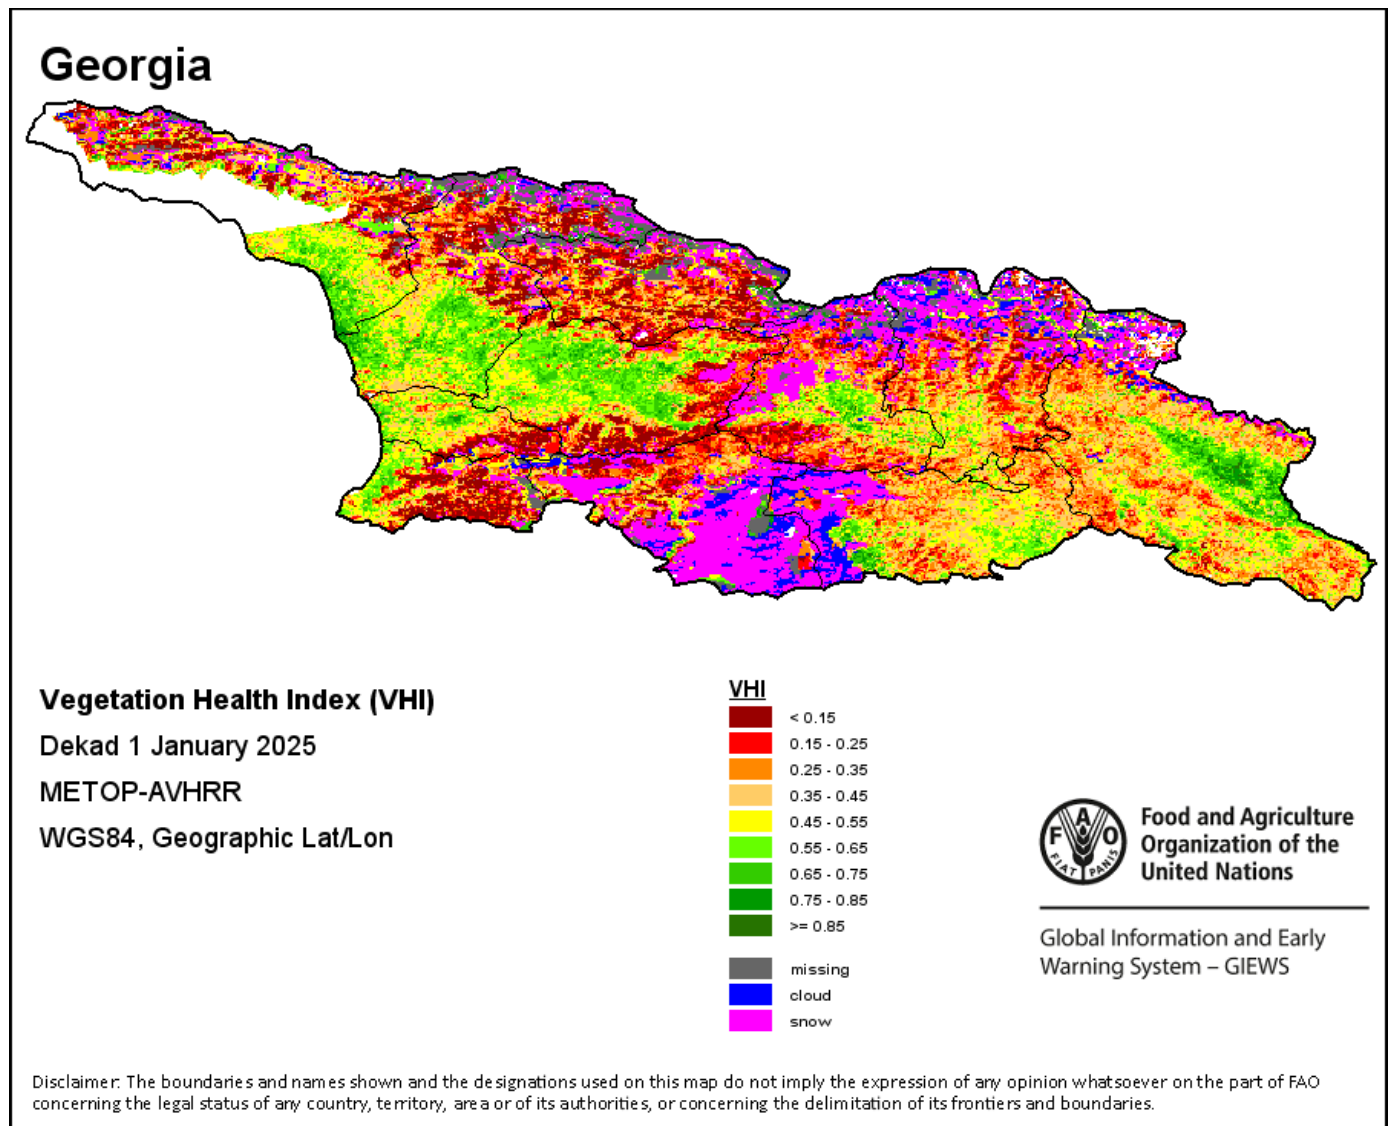 Georgia
Vegetation Health Index (VHI)
Dekad 1 January 2025
METOP-AVHRR
WGS84, Geographic Lat/Lon
VHI
< 0.15
0.15 - 0.25
0.25 - 0.35
0.35 - 0.45
0.45 - 0.55
0.55 - 0.65
0.65 - 0.75
0.75 - 0.85
>= 0.85
missing
cloud
snow
F A O
FIAT PANIS
Food and Agriculture
Organization of the
United Nations
Global Information and Early
Warning System – GIEWS
Disclaimer: The boundaries and names shown and the designations used on this map do not imply the expression of any opinion whatsoever on the part of FAO
concerning the legal status of any country, territory, area or of its authorities, or concerning the delimitation of its frontiers and boundaries.